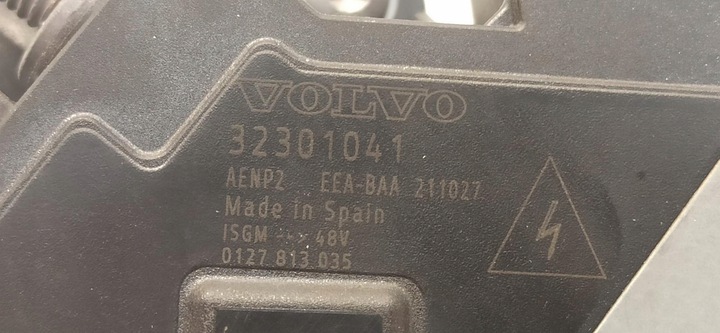 VOLVO
32301041
AENP2 EEA-BAA 211027
Made in Spain
ISGM --- 48V
0127 813 035